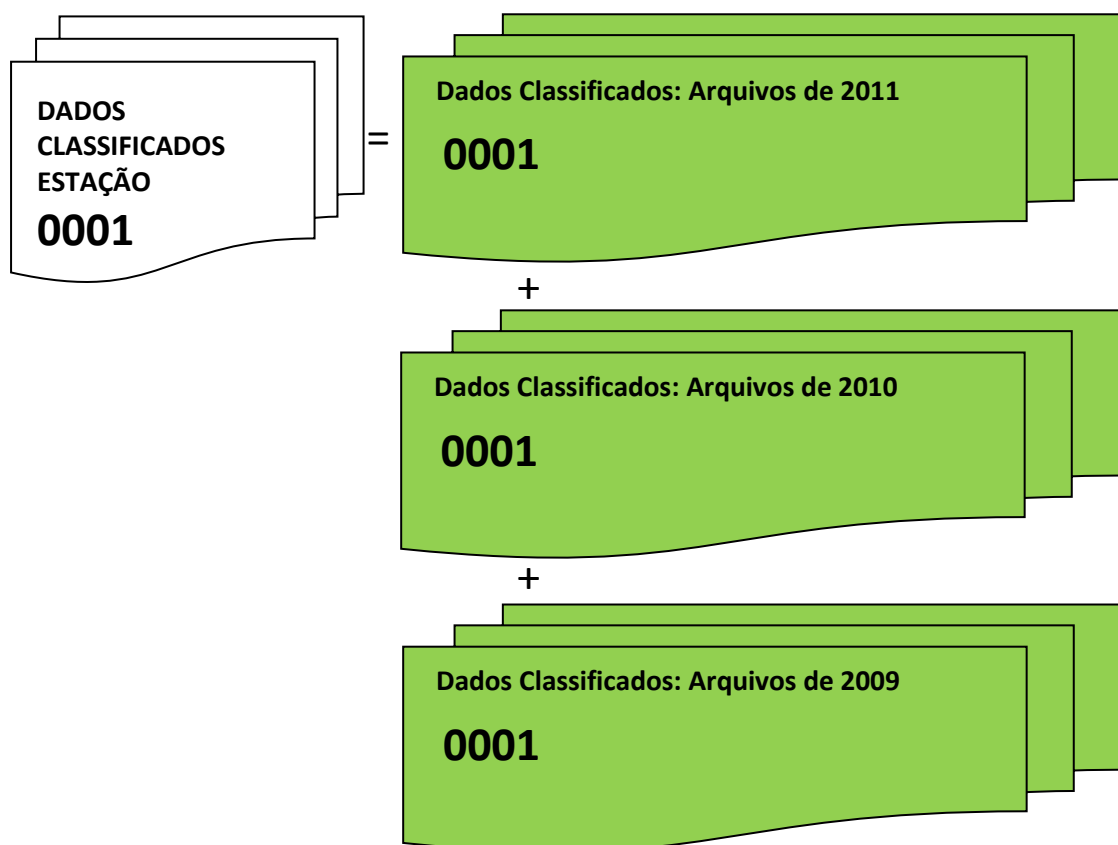 DADOS
CLASSIFICADOS
ESTAÇÃO
0001
=
Dados Classificados: Arquivos de 2011
0001
+
Dados Classificados: Arquivos de 2010
0001
+
Dados Classificados: Arquivos de 2009
0001